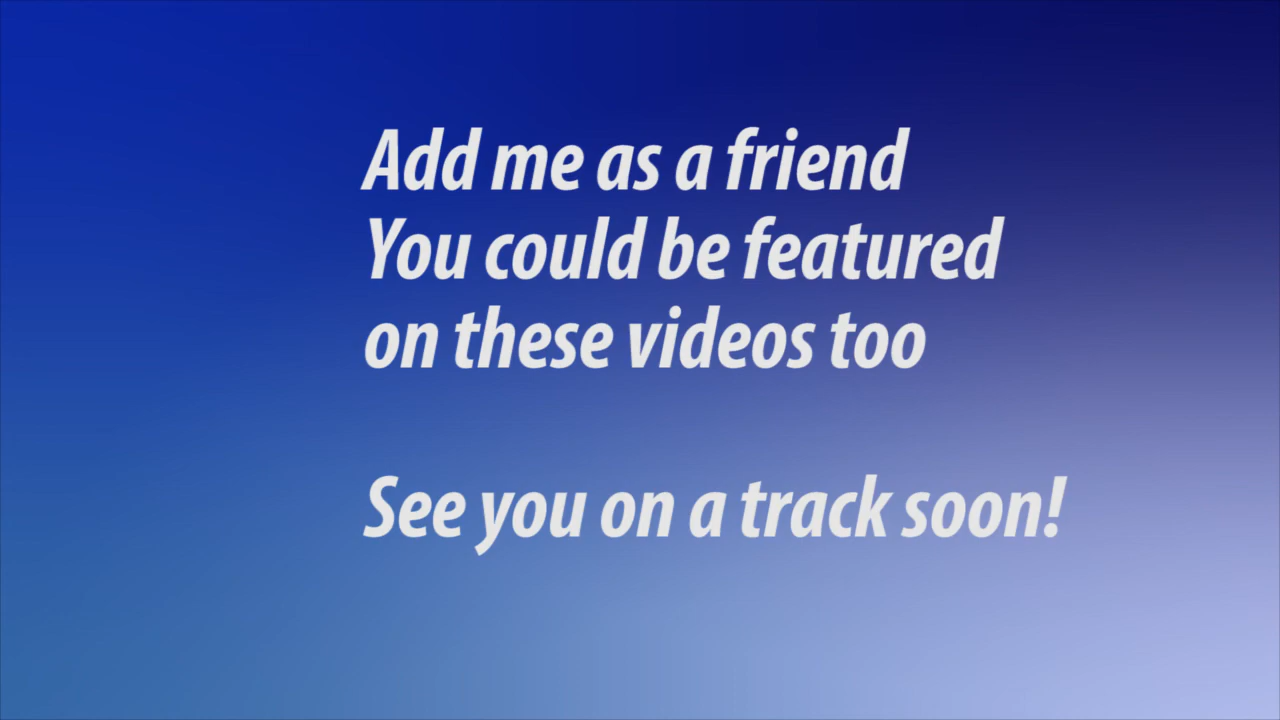 Add me as a friend
You could be featured
on these videos too
See you on a track soon!